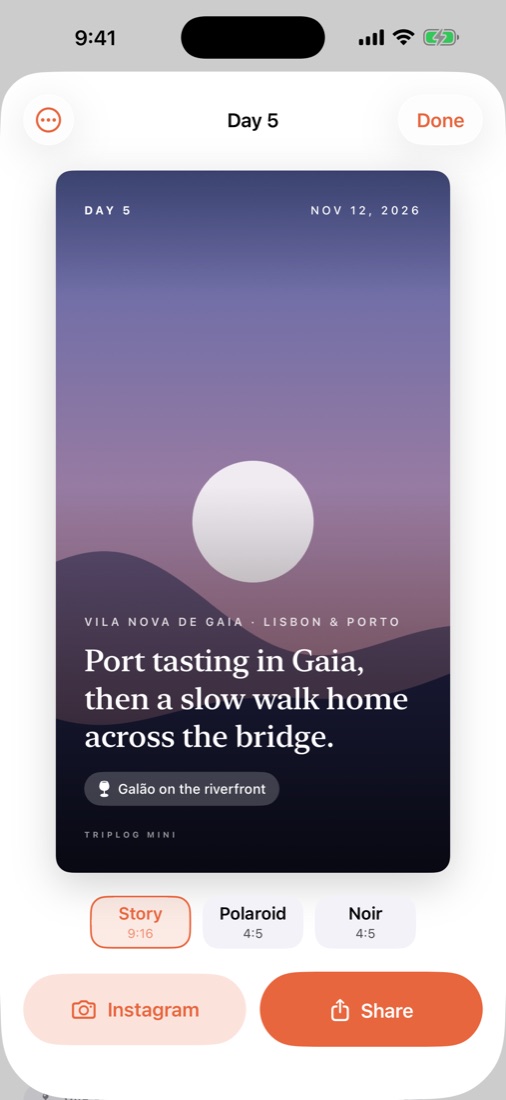 9:41
Day 5
Done
DAY 5
NOV 12, 2026
VILA NOVA DE GAIA · LISBON & PORTO
Port tasting in Gaia,
then a slow walk home
across the bridge.
Galão on the riverfront
TRIPLOG MINI
Story
9:16
Polaroid
4:5
Noir
4:5
Instagram
Share